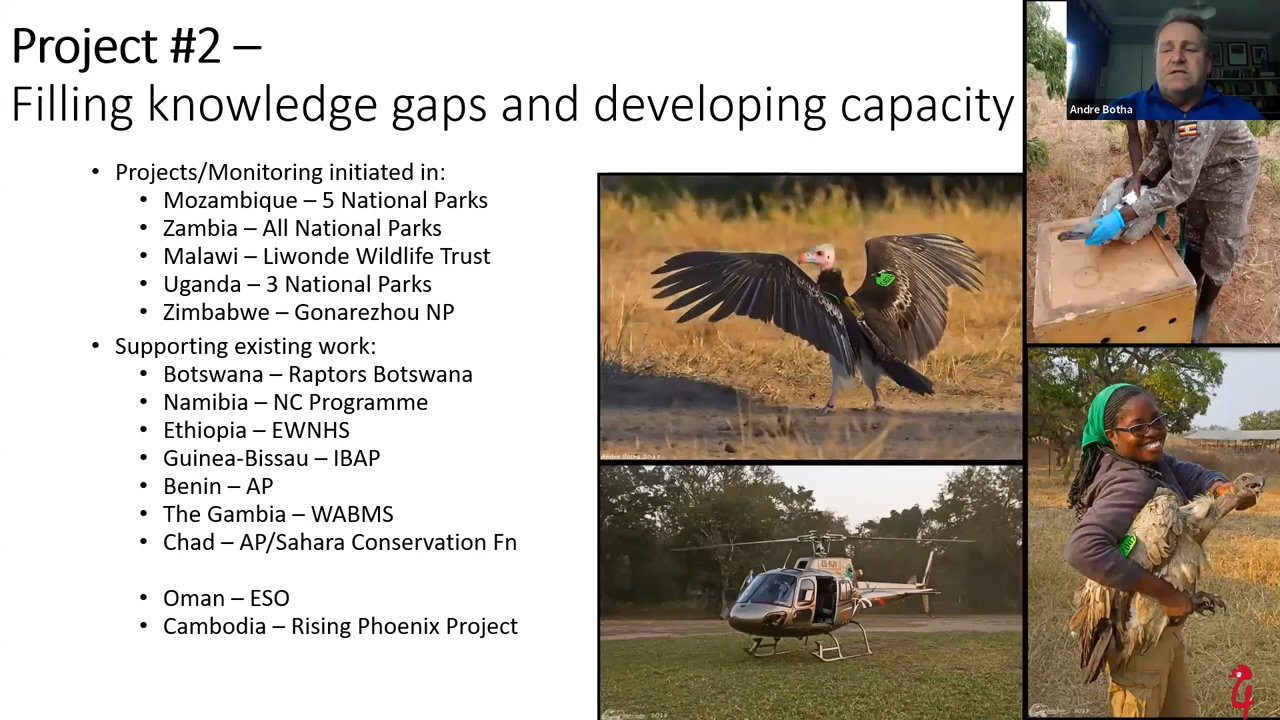 Project #2 –
Filling knowledge gaps and developing capacity
Andre Botha
• Projects/Monitoring initiated in:
• Mozambique – 5 National Parks
• Zambia – All National Parks
• Malawi – Liwonde Wildlife Trust
• Uganda – 3 National Parks
• Zimbabwe – Gonarezhou NP
• Supporting existing work:
• Botswana – Raptors Botswana
• Namibia – NC Programme
• Ethiopia – EWNHS
• Guinea-Bissau – IBAP
• Benin – AP
• The Gambia – WABMS
• Chad – AP/Sahara Conservation Fn
• Oman – ESO
• Cambodia – Rising Phoenix Project
Andre Botha 2017